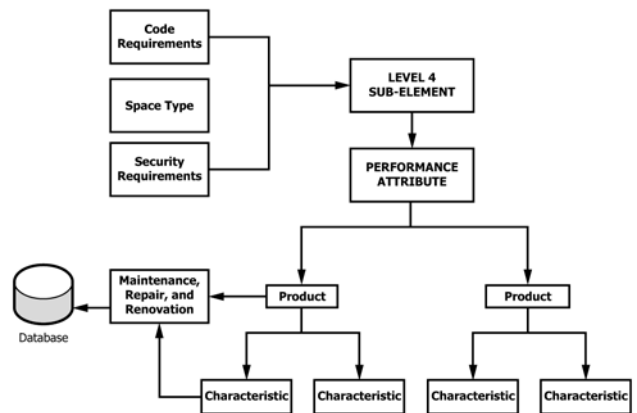 Code
Requirements
Space Type
Security
Requirements
LEVEL 4
SUB-ELEMENT
PERFORMANCE
ATTRIBUTE
Maintenance,
Repair, and
Renovation
Database
Product
Product
Characteristic
Characteristic
Characteristic
Characteristic